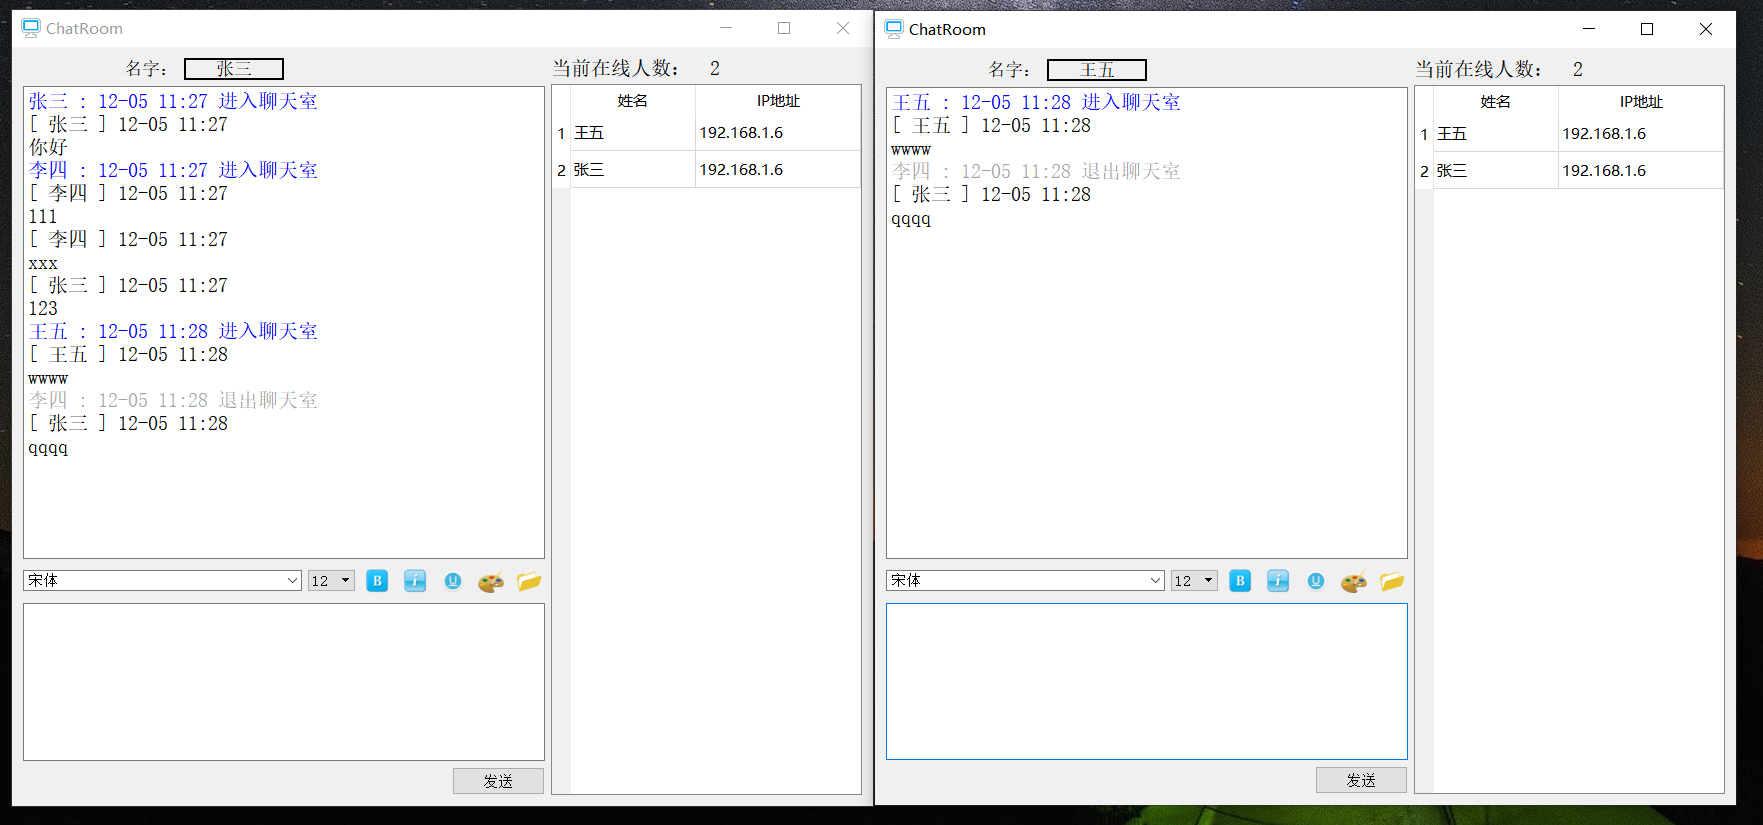 ChatRoom
名字： 张三
当前在线人数： 2
张三 : 12-05 11:27 进入聊天室
[ 张三 ] 12-05 11:27
你好
李四 : 12-05 11:27 进入聊天室
[ 李四 ] 12-05 11:27
111
[ 李四 ] 12-05 11:27
xxx
[ 张三 ] 12-05 11:27
123
王五 : 12-05 11:28 进入聊天室
[ 王五 ] 12-05 11:28
wwww
李四 : 12-05 11:28 退出聊天室
[ 张三 ] 12-05 11:28
qqqq
姓名 IP地址
1 王五 192.168.1.6
2 张三 192.168.1.6
宋体 12 B i U
发送
ChatRoom
名字： 王五
当前在线人数： 2
王五 : 12-05 11:28 进入聊天室
[ 王五 ] 12-05 11:28
wwww
李四 : 12-05 11:28 退出聊天室
[ 张三 ] 12-05 11:28
qqqq
姓名 IP地址
1 王五 192.168.1.6
2 张三 192.168.1.6
宋体 12 B i U
发送